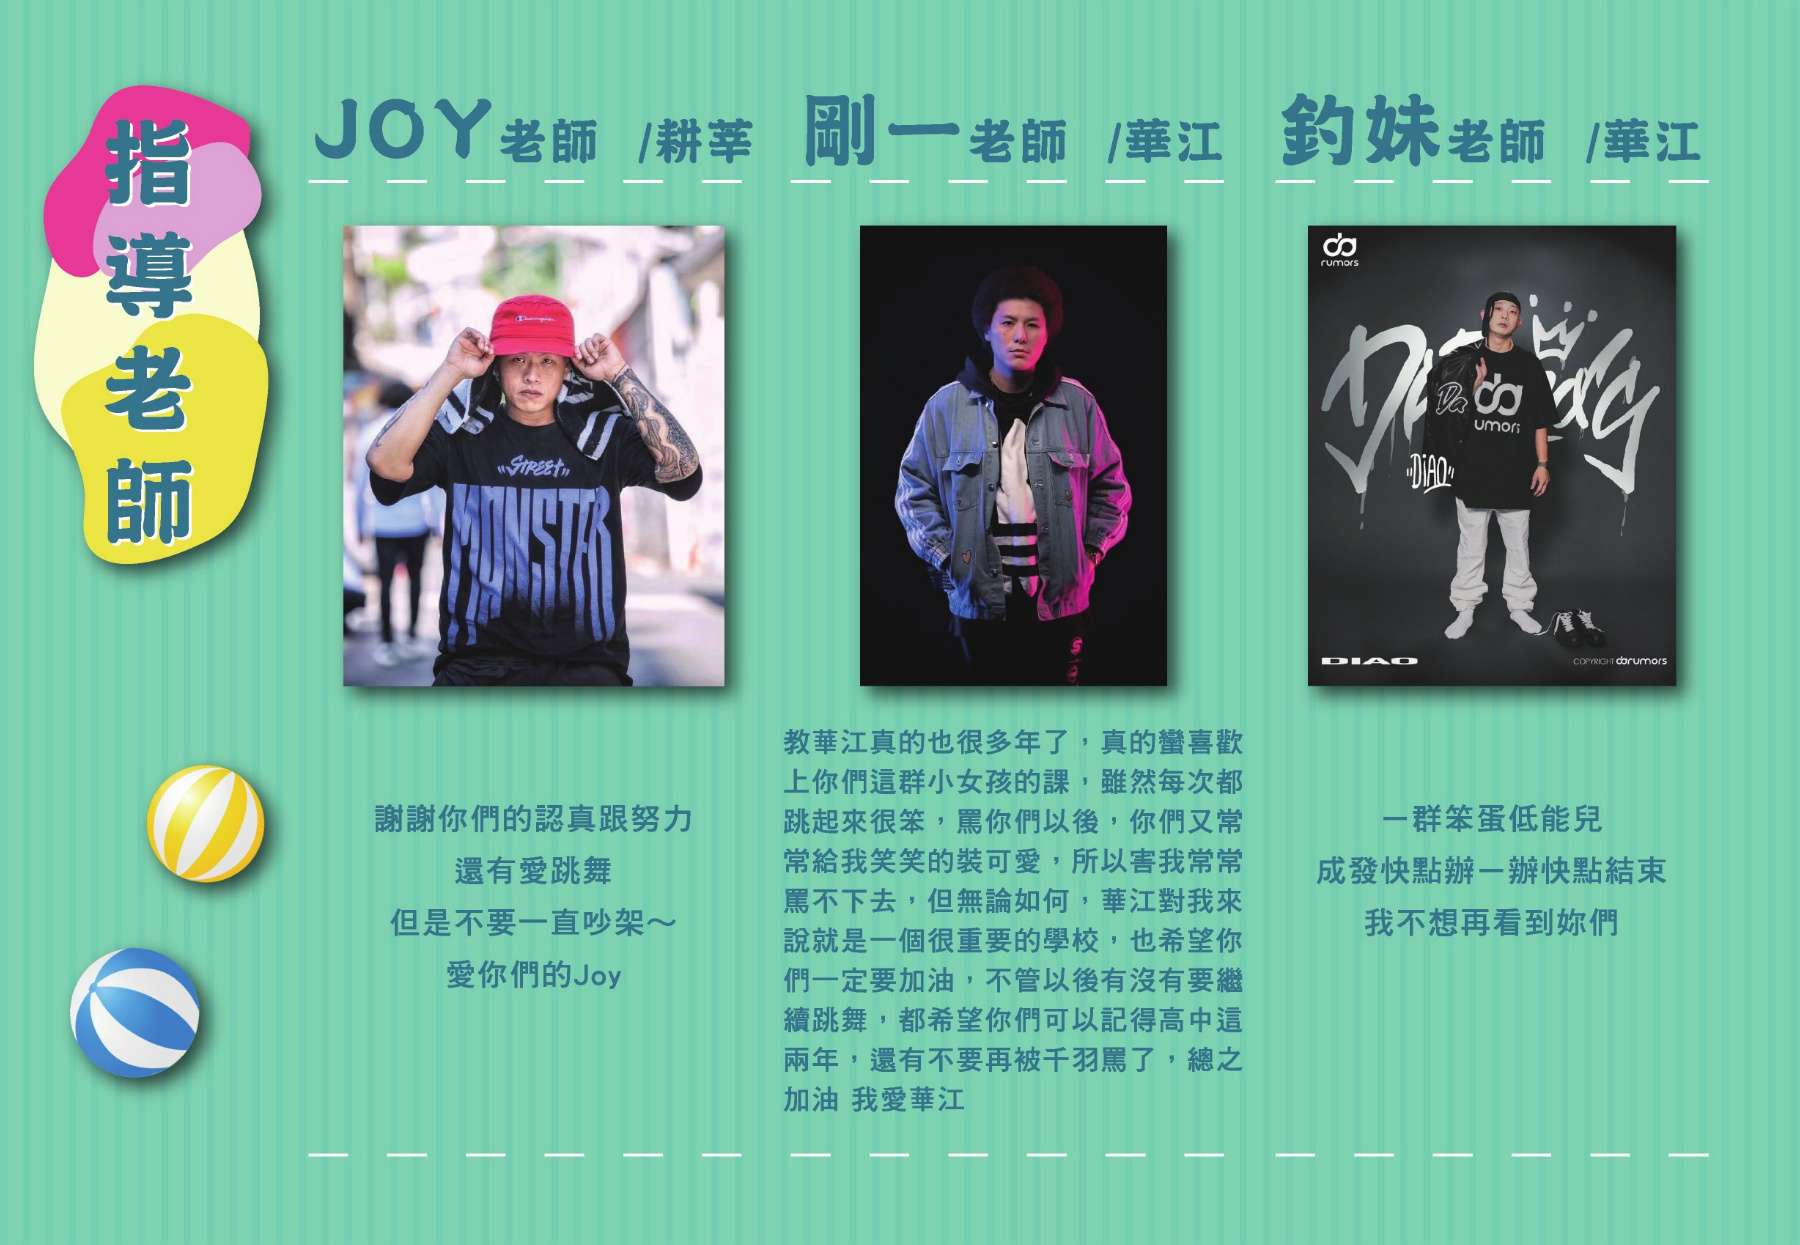 指導老師
JOY老師 /耕莘
剛一老師 /華江
釣妹老師 /華江
Champion
"STREET"
MONSTER
da
rumors
Da
da
umors
"DiAO"
DIAO
COPYRIGHT darumors
謝謝你們的認真跟努力
還有愛跳舞
但是不要一直吵架～
愛你們的Joy
教華江真的也很多年了，真的蠻喜歡
上你們這群小女孩的課，雖然每次都
跳起來很笨，罵你們以後，你們又常
常給我笑笑的裝可愛，所以害我常常
罵不下去，但無論如何，華江對我來
說就是一個很重要的學校，也希望你
們一定要加油，不管以後有沒有要繼
續跳舞，都希望你們可以記得高中這
兩年，還有不要再被千羽罵了，總之
加油 我愛華江
一群笨蛋低能兒
成發快點辦一辦快點結束
我不想再看到妳們